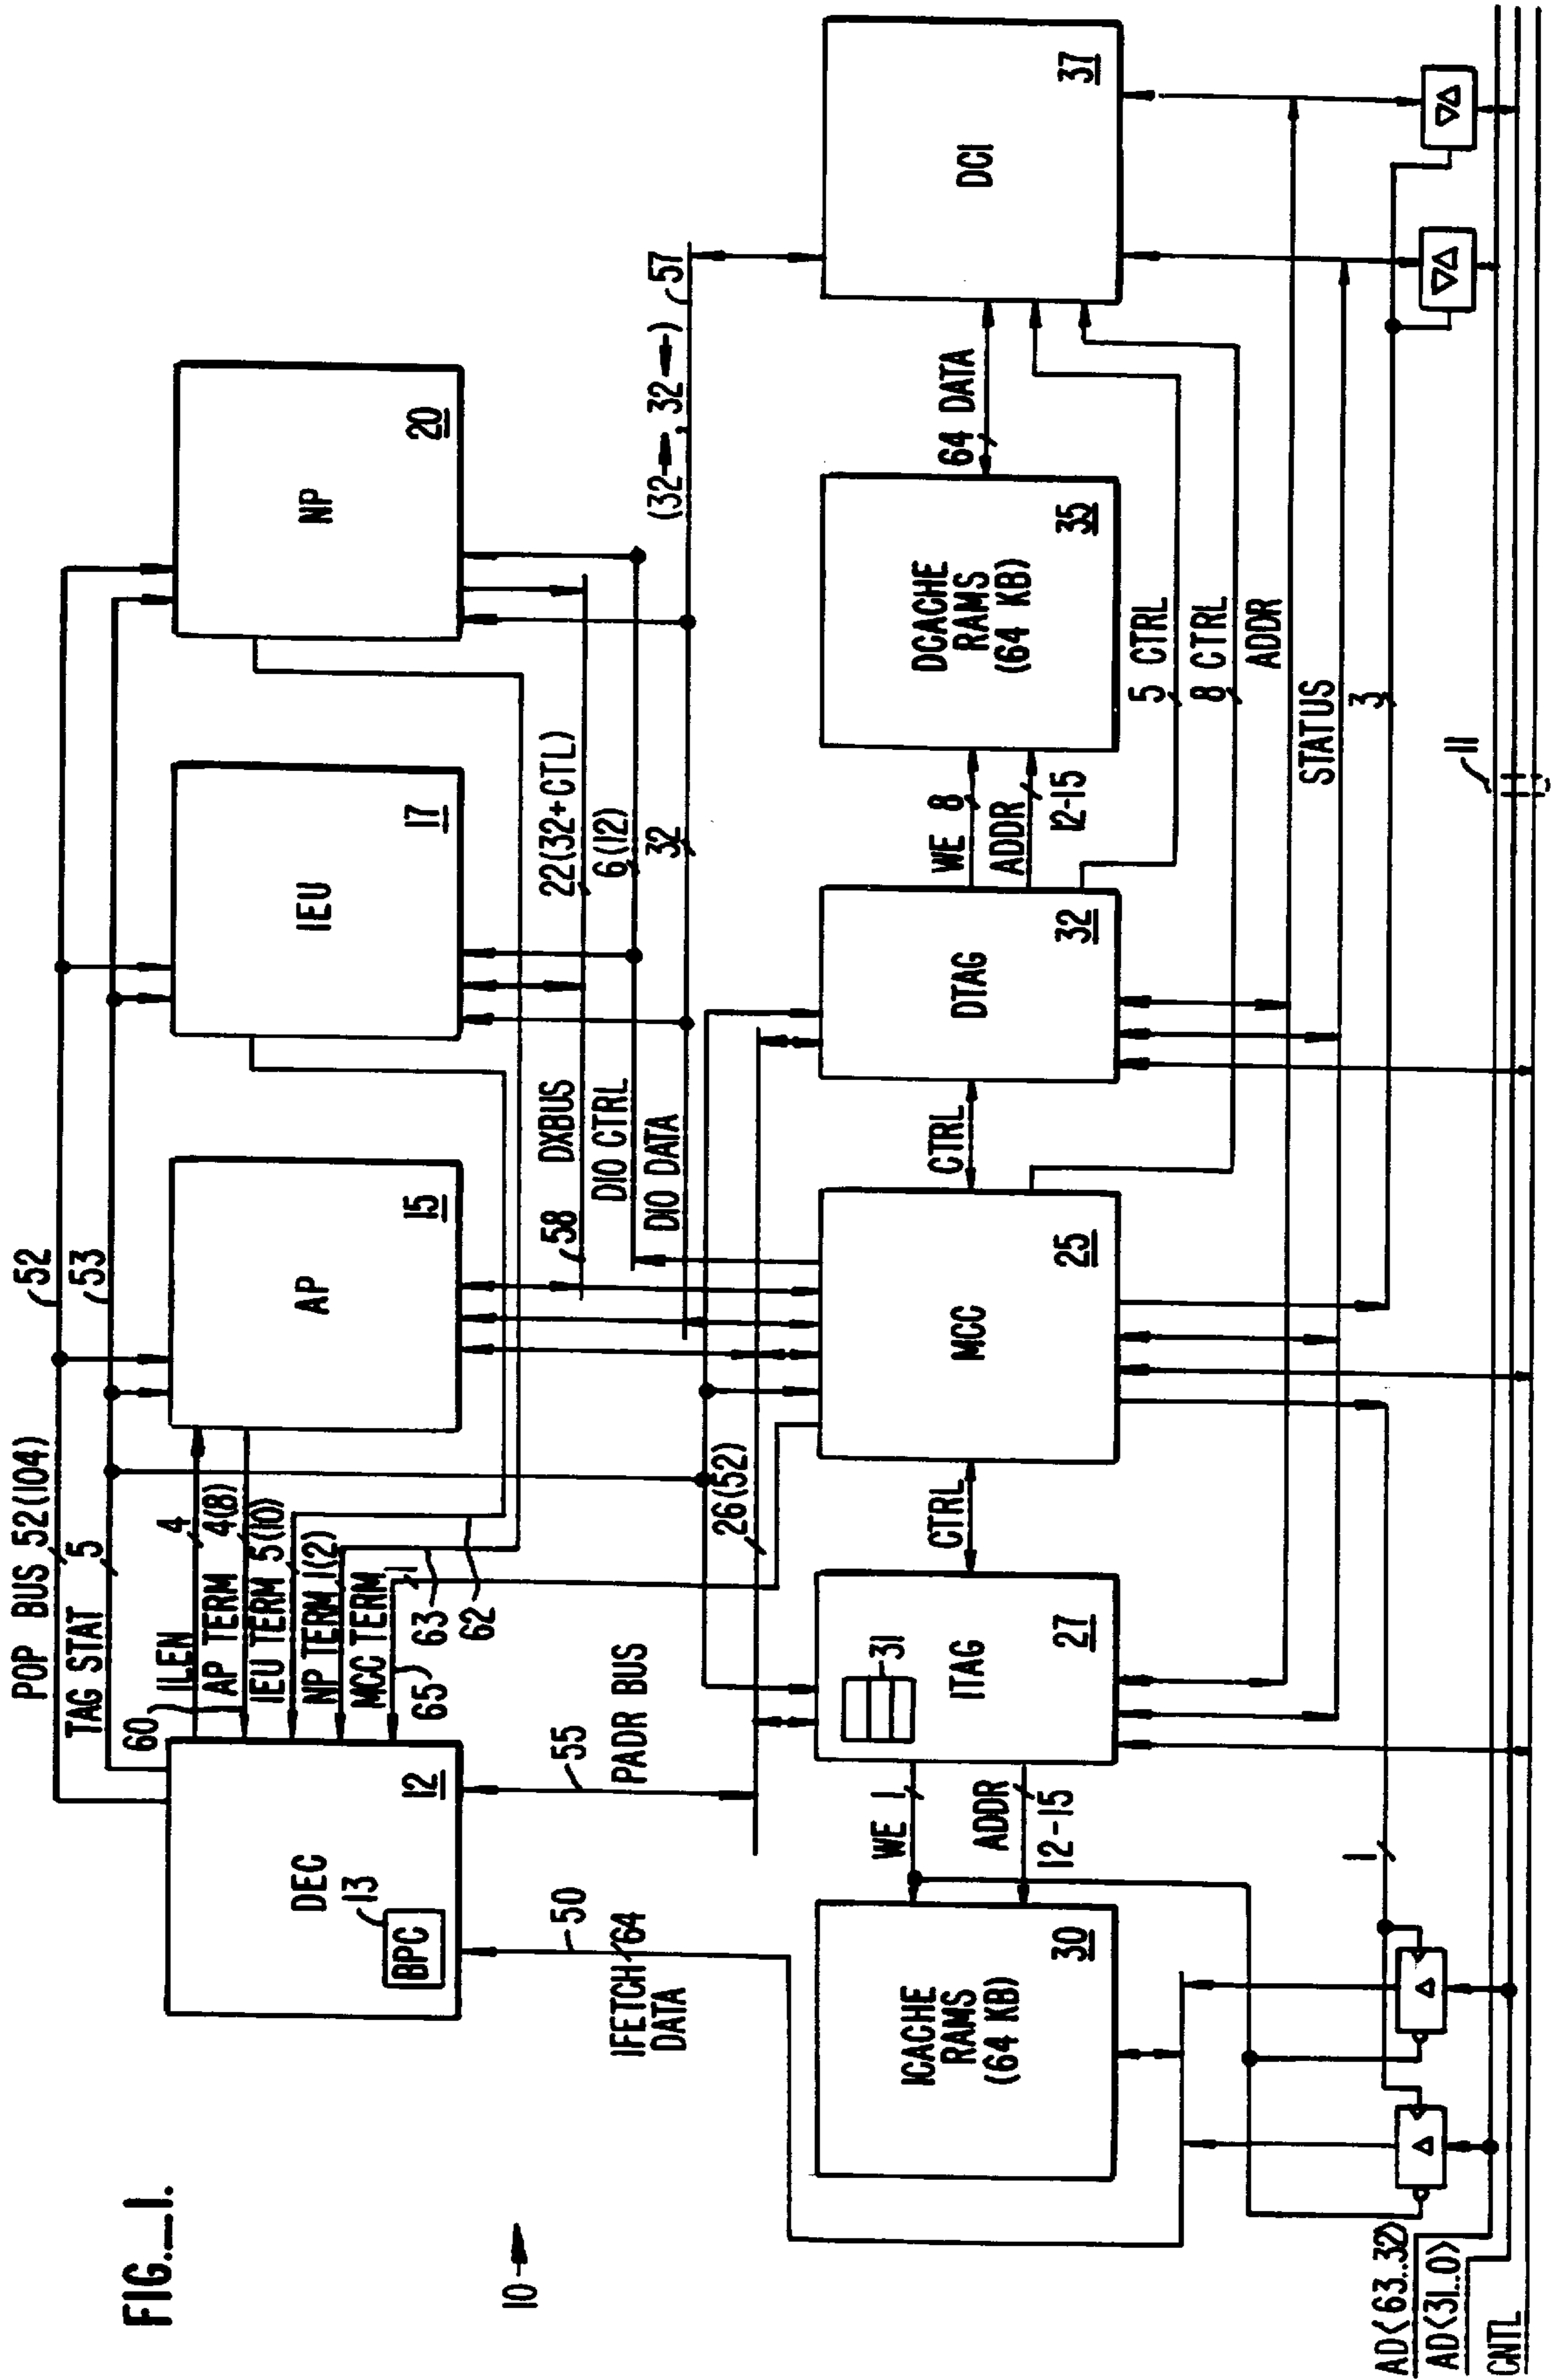 FIG._1.
10
POP BUS 52(104)
52
TAG STAT 5
53
DEC
12
13
BPC
60
ILEN
4
AP TERM 4(8)
IEU TERM 5(10)
NP TERM 1(2)
MCC TERM 1
63
62
65
AP
15
IEU
17
NP
20
IFETCH 64
DATA
50
55
PADR BUS
26(52)
58
DXBUS
22(32+CTL)
DIO CTRL
6(12)
DIO DATA
32
(32→, 32←)
57
ICACHE
RAMS
(64 KB)
30
WE 1
ADDR
12-15
31
ITAG
27
CTRL
MCC
25
CTRL
DTAG
32
WE 8
ADDR
12-15
DCACHE
RAMS
(64 KB)
35
64 DATA
DCI
37
5 CTRL
8 CTRL
ADDR
STATUS
3
1
11
AD<63..32>
AD<31..0>
CNTL